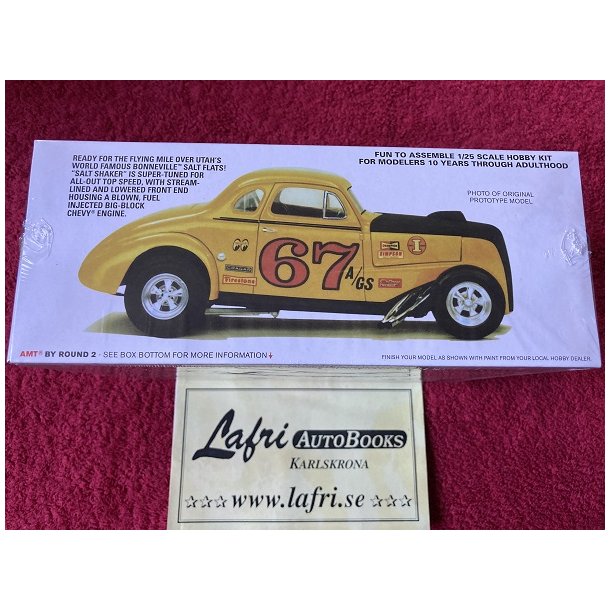 READY FOR THE FLYING MILE OVER UTAH'S
WORLD FAMOUS BONNEVILLE™ SALT FLATS!
"SALT SHAKER" IS SUPER-TUNED FOR
ALL-OUT TOP SPEED, WITH STREAM-
LINED AND LOWERED FRONT END
HOUSING A BLOWN, FUEL
INJECTED BIG-BLOCK
CHEVY® ENGINE.
FUN TO ASSEMBLE 1/25 SCALE HOBBY KIT
FOR MODELERS 10 YEARS THROUGH ADULTHOOD
PHOTO OF ORIGINAL
PROTOTYPE MODEL
67
A/GS
Firestone
SIMPSON
I
AMT® BY ROUND 2 - SEE BOX BOTTOM FOR MORE INFORMATION
FINISH YOUR MODEL AS SHOWN WITH PAINT FROM YOUR LOCAL HOBBY DEALER.
Lafri AUTOBOOKS
KARLSKRONA
☆☆☆ www.lafri.se ☆☆☆